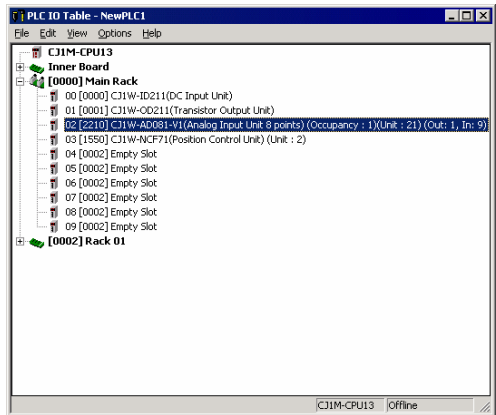 PLC IO Table - NewPLC1
File Edit View Options Help
CJ1M-CPU13
Inner Board
[0000] Main Rack
00 [0000] CJ1W-ID211(DC Input Unit)
01 [0001] CJ1W-OD211(Transistor Output Unit)
02 [2210] CJ1W-AD081-V1(Analog Input Unit 8 points) (Occupancy : 1)(Unit : 21) (Out: 1, In: 9)
03 [1550] CJ1W-NCF71(Position Control Unit) (Unit : 2)
04 [0002] Empty Slot
05 [0002] Empty Slot
06 [0002] Empty Slot
07 [0002] Empty Slot
08 [0002] Empty Slot
09 [0002] Empty Slot
[0002] Rack 01
CJ1M-CPU13 Offline